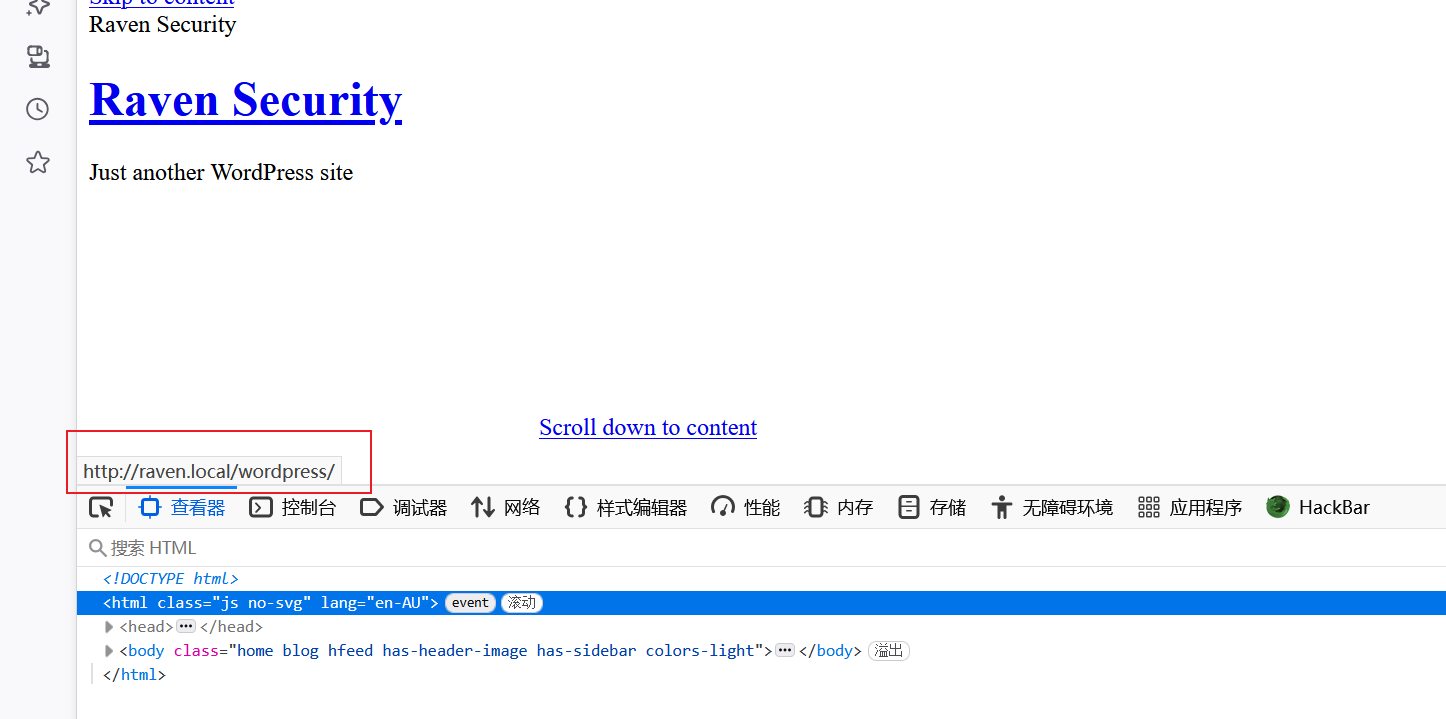 Skip to content
Raven Security
Raven Security
Just another WordPress site
Scroll down to content
http://raven.local/wordpress/
查看器 控制台 调试器 网络 样式编辑器 性能 内存 存储 无障碍环境 应用程序 HackBar
搜索 HTML
<!DOCTYPE html>
<html class="js no-svg" lang="en-AU"> event 滚动
<head>···</head>
<body class="home blog hfeed has-header-image has-sidebar colors-light">···</body> 溢出
</html>